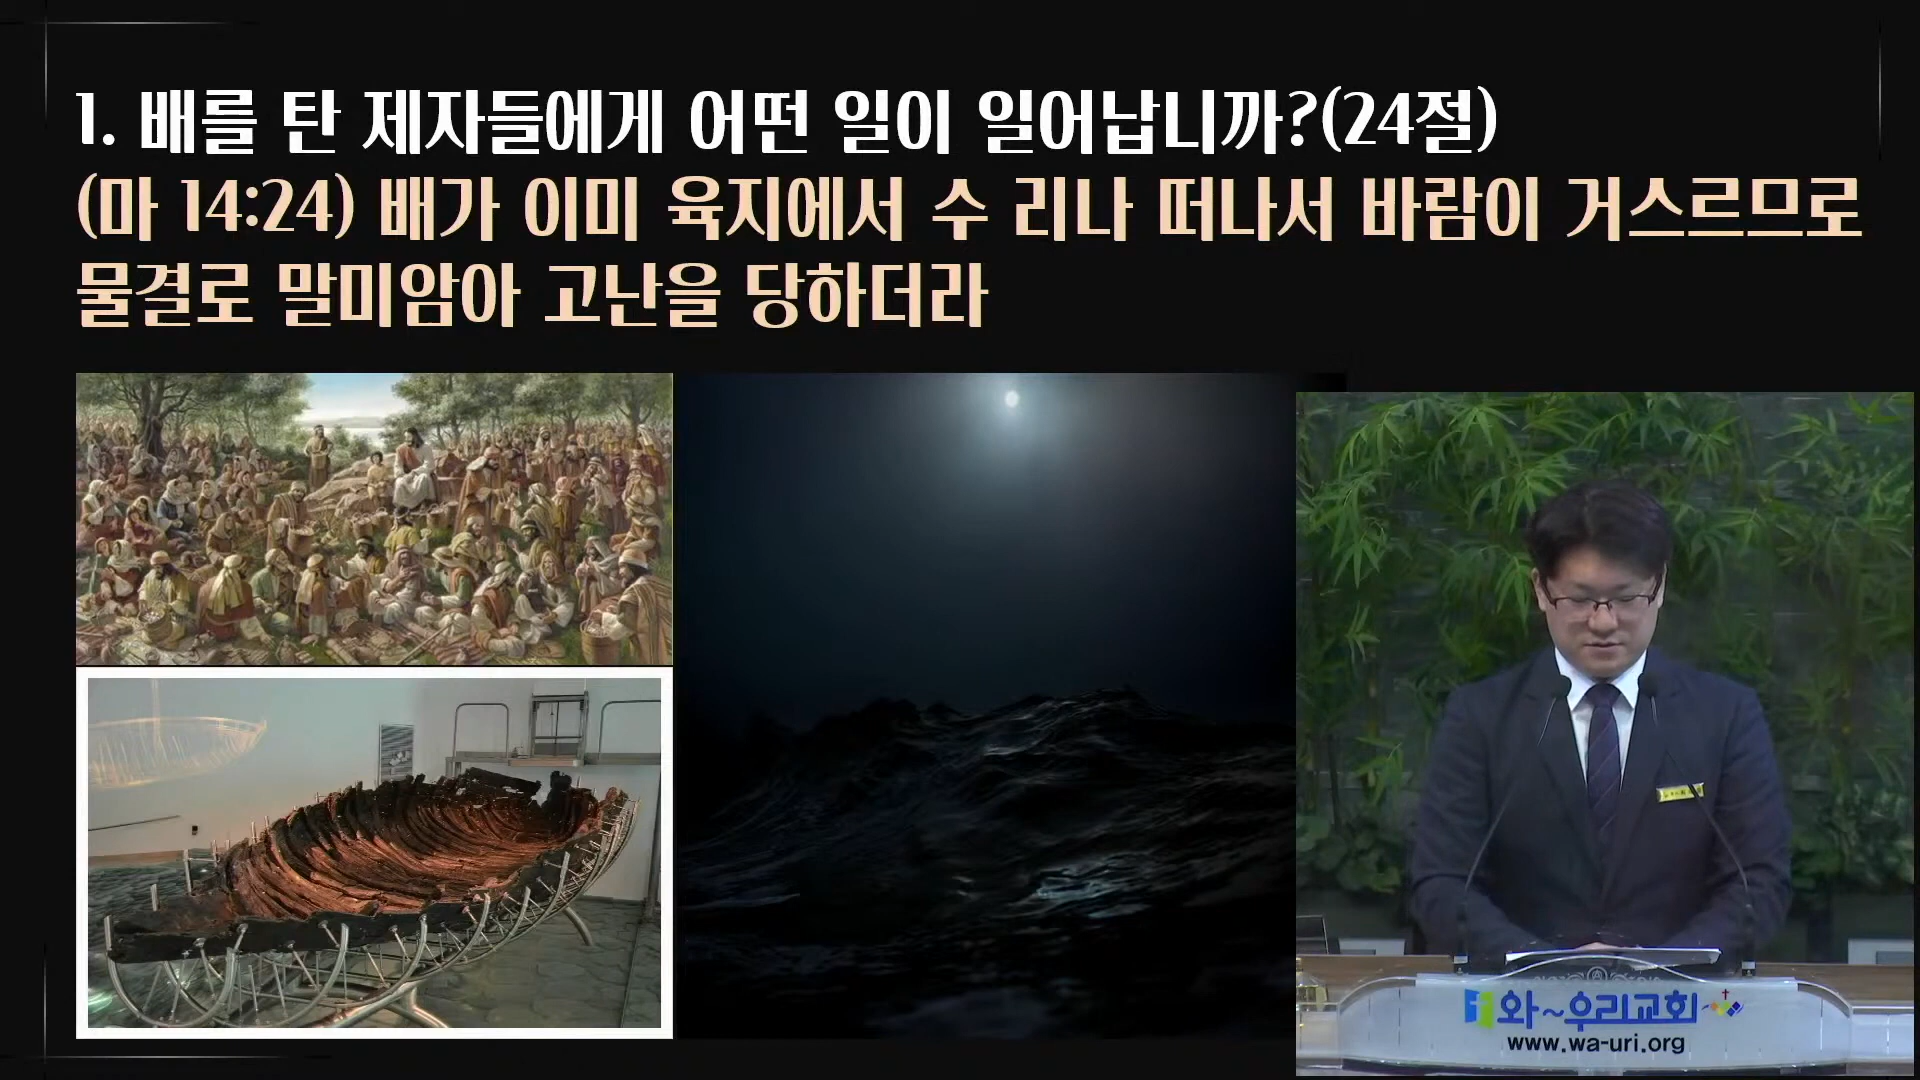 1. 배를 탄 제자들에게 어떤 일이 일어납니까?(24절)
(마 14:24) 배가 이미 육지에서 수 리나 떠나서 바람이 거스르므로
물결로 말미암아 고난을 당하더라
와~우리교회
www.wa-uri.org